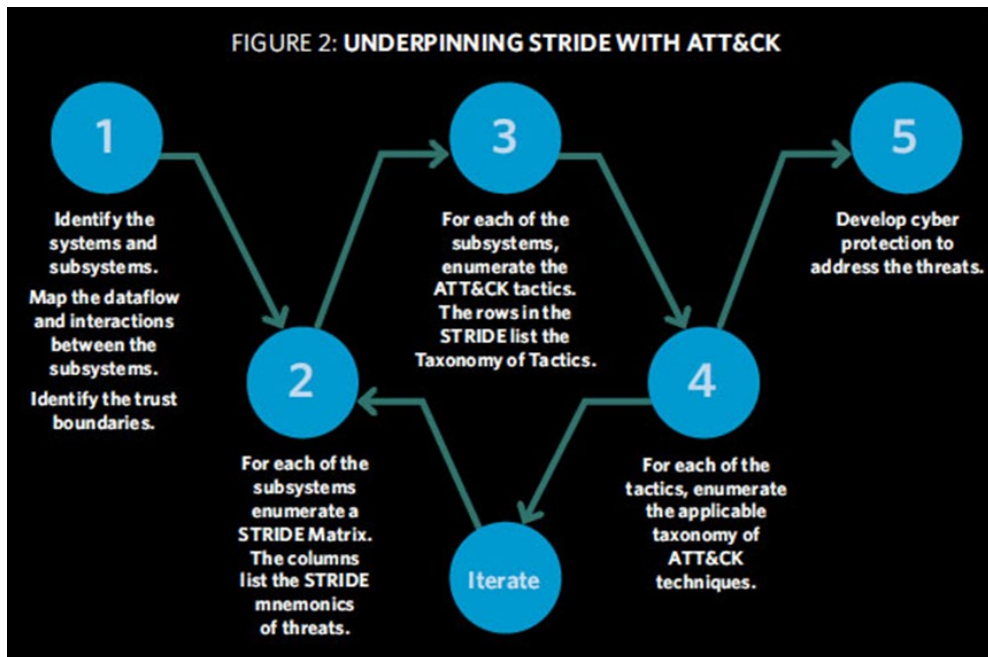 FIGURE 2: UNDERPINNING STRIDE WITH ATT&CK
1
Identify the
systems and
subsystems.
Map the dataflow
and interactions
between the
subsystems.
Identify the trust
boundaries.
2
For each of the
subsystems
enumerate a
STRIDE Matrix.
The columns
list the STRIDE
mnemonics
of threats.
3
For each of the
subsystems,
enumerate the
ATT&CK tactics.
The rows in the
STRIDE list the
Taxonomy of Tactics.
4
For each of the
tactics, enumerate
the applicable
taxonomy of
ATT&CK
techniques.
Iterate
5
Develop cyber
protection to
address the threats.